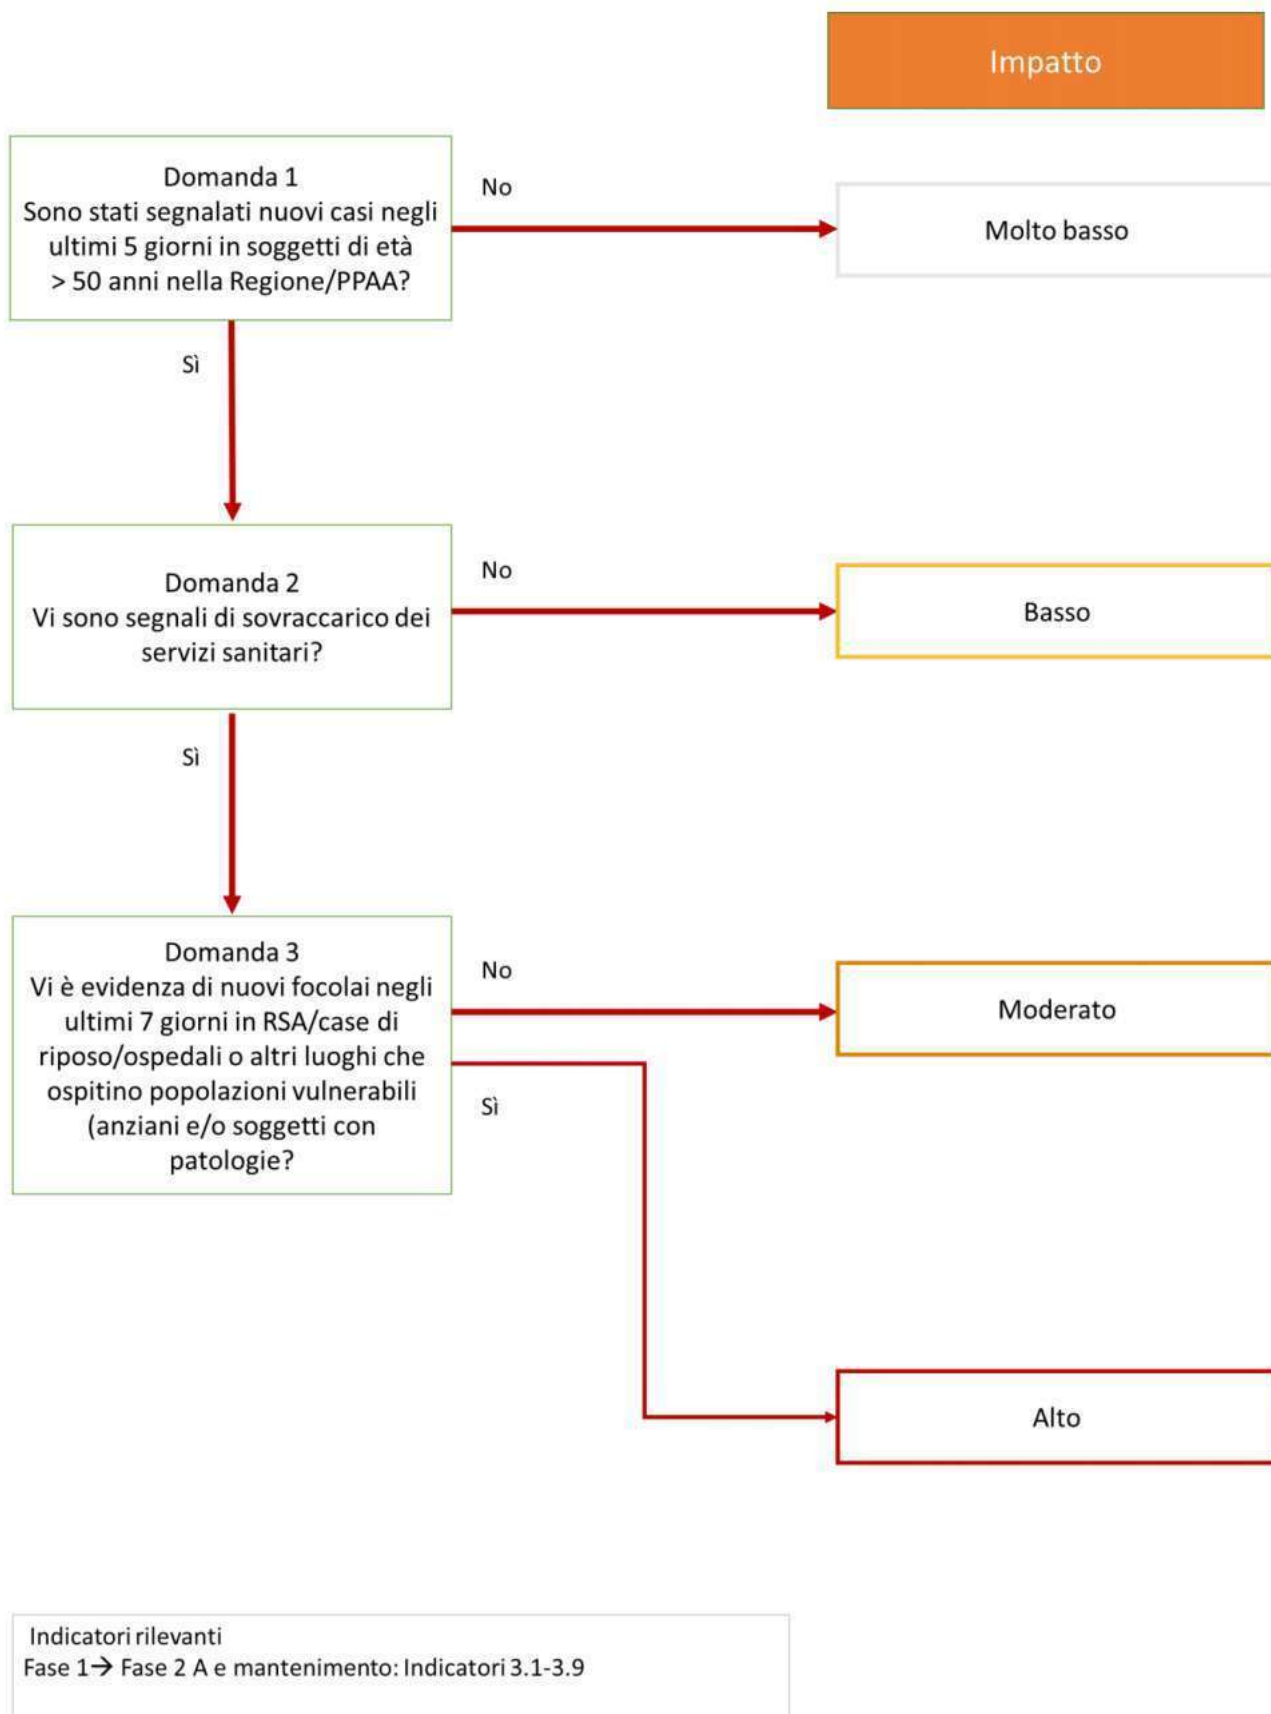 Impatto
Domanda 1
Sono stati segnalati nuovi casi negli
ultimi 5 giorni in soggetti di età
> 50 anni nella Regione/PPAA?
No
Molto basso
Sì
Domanda 2
Vi sono segnali di sovraccarico dei
servizi sanitari?
No
Basso
Sì
Domanda 3
Vi è evidenza di nuovi focolai negli
ultimi 7 giorni in RSA/case di
riposo/ospedali o altri luoghi che
ospitino popolazioni vulnerabili
(anziani e/o soggetti con
patologie?
No
Moderato
Sì
Alto
Indicatori rilevanti
Fase 1→ Fase 2 A e mantenimento: Indicatori 3.1-3.9